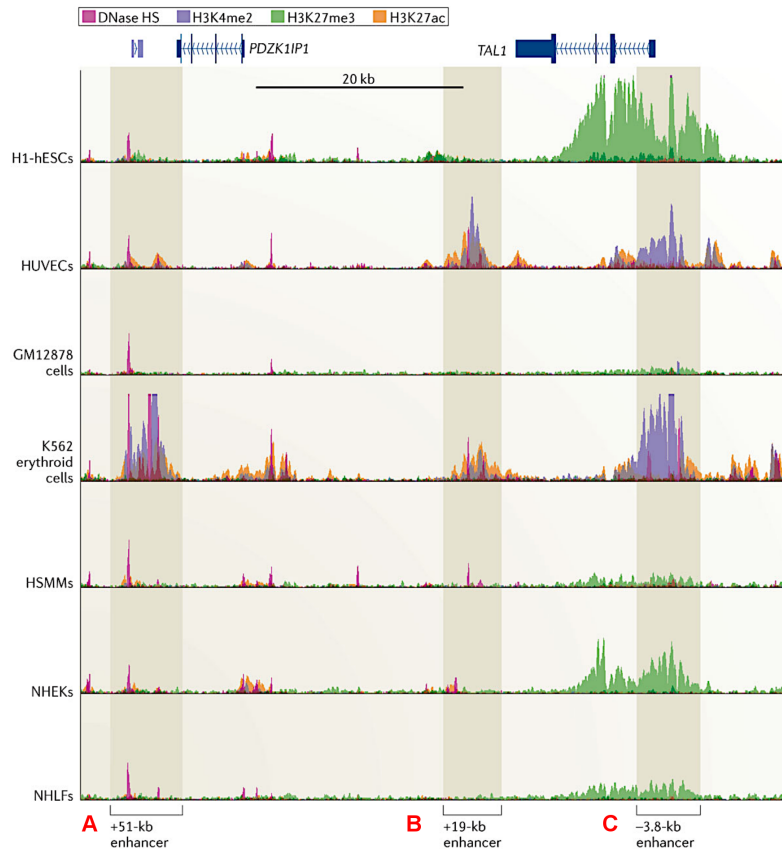 DNase HS H3K4me2 H3K27me3 H3K27ac
PDZK1IP1
TAL1
20 kb
H1-hESCs
HUVECs
GM12878
cells
K562
erythroid
cells
HSMMs
NHEKs
NHLFs
A
+51-kb
enhancer
B
+19-kb
enhancer
C
−3.8-kb
enhancer